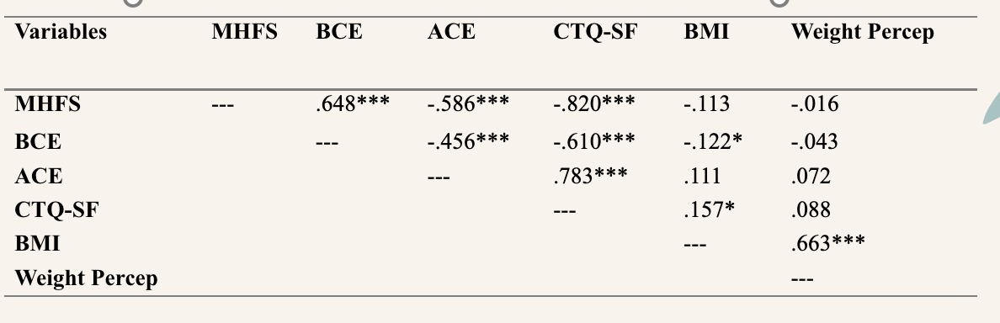 Variables MHFS BCE ACE CTQ-SF BMI Weight Percep
MHFS --- .648*** -.586*** -.820*** -.113 -.016
BCE --- -.456*** -.610*** -.122* -.043
ACE --- .783*** .111 .072
CTQ-SF --- .157* .088
BMI --- .663***
Weight Percep ---